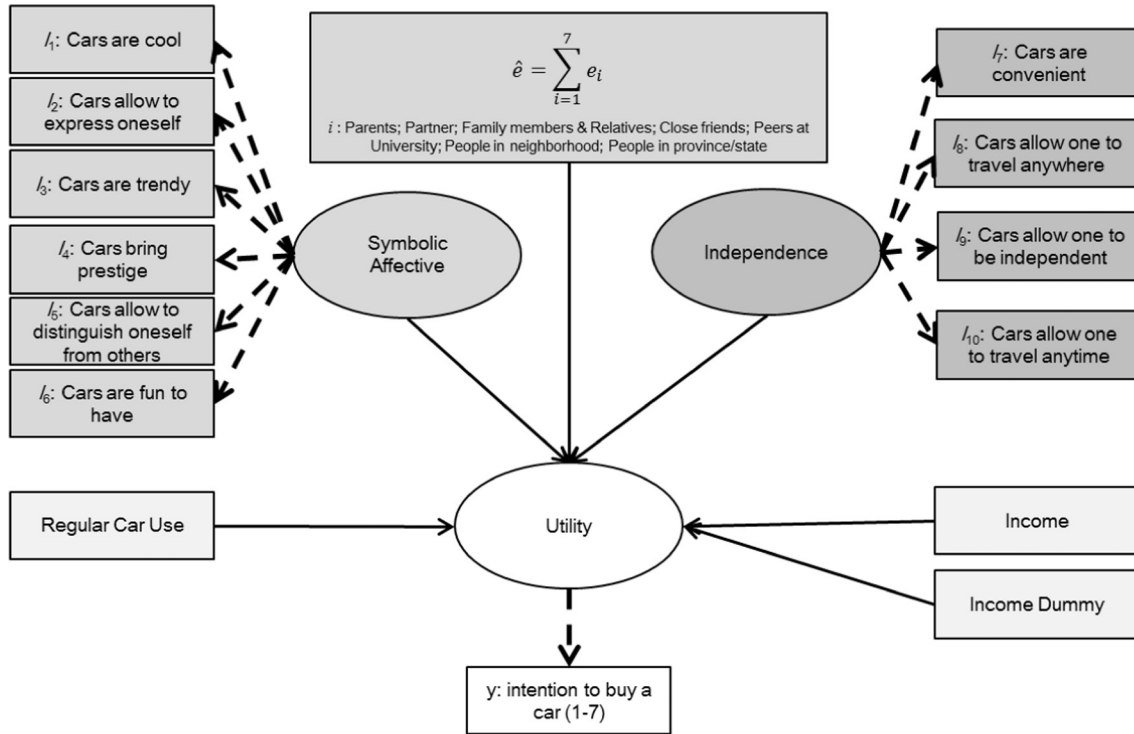 I₁: Cars are cool
I₂: Cars allow to
express oneself
I₃: Cars are trendy
I₄: Cars bring
prestige
I₅: Cars allow to
distinguish oneself
from others
I₆: Cars are fun to
have
ê = ∑ᵢ₌₁⁷ eᵢ
i : Parents; Partner; Family members & Relatives; Close friends; Peers at
University; People in neighborhood; People in province/state
I₇: Cars are
convenient
I₈: Cars allow one to
travel anywhere
I₉: Cars allow one to
be independent
I₁₀: Cars allow one
to travel anytime
Symbolic
Affective
Independence
Regular Car Use
Utility
Income
Income Dummy
y: intention to buy a
car (1-7)